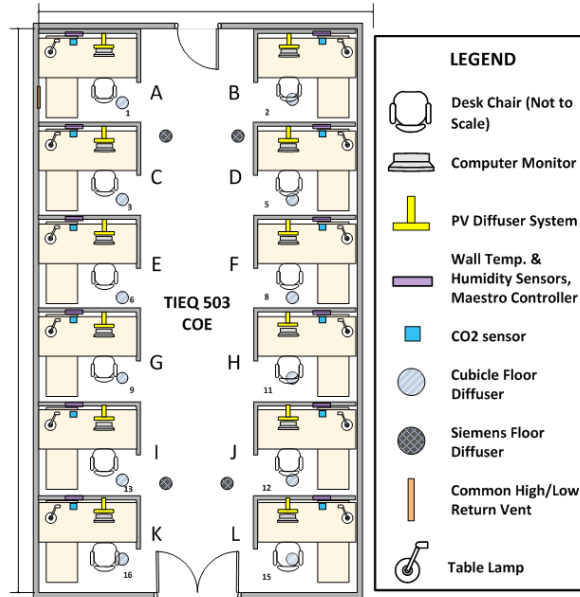 A
B
1
2
C
D
3
5
E
F
6
8
TIEQ 503
COE
G
H
9
11
I
J
13
12
K
L
16
15
LEGEND
Desk Chair (Not to
Scale)
Computer Monitor
PV Diffuser System
Wall Temp. &
Humidity Sensors,
Maestro Controller
CO2 sensor
Cubicle Floor
Diffuser
Siemens Floor
Diffuser
Common High/Low
Return Vent
Table Lamp